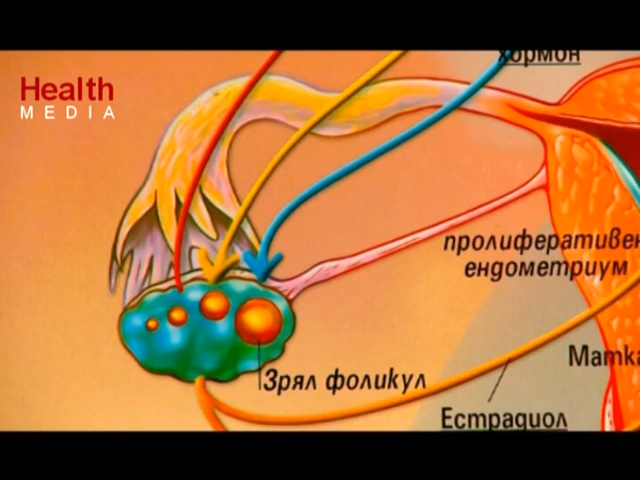 Health
MEDIA
хормон
пролиферативен
ендометриум
Матка
Зрял фоликул
Естрадиол